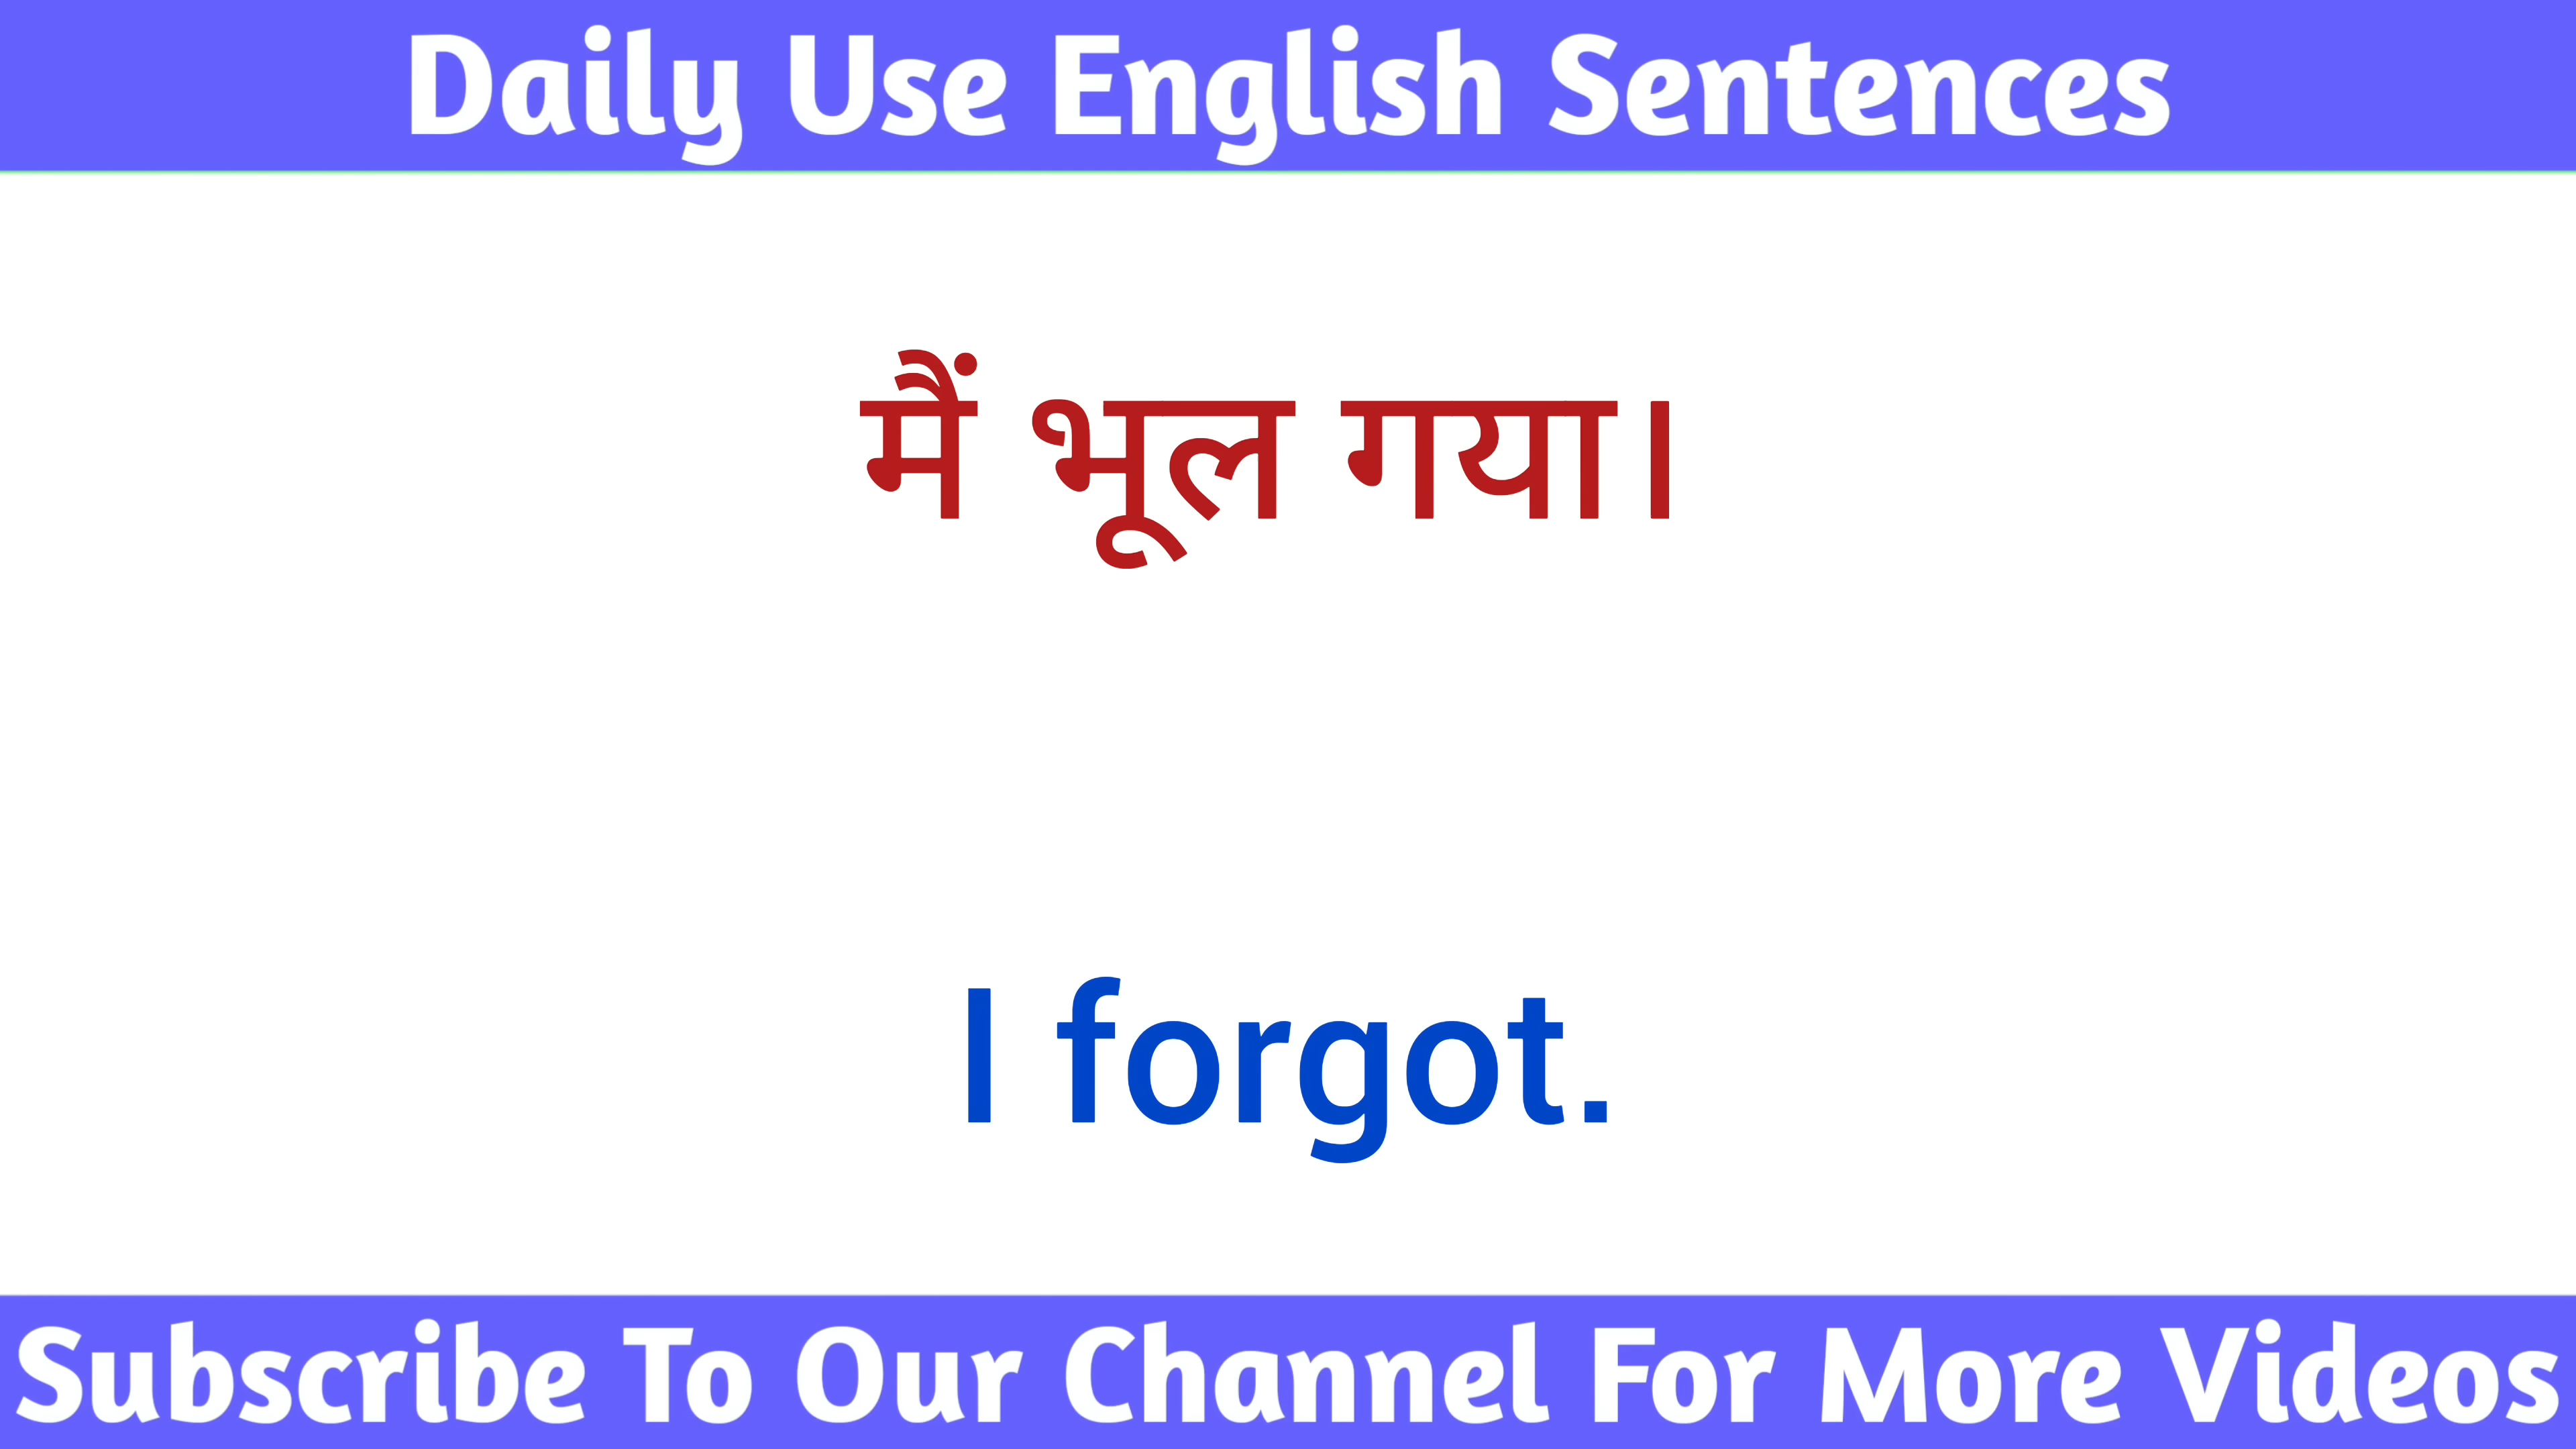 Daily Use English Sentences
मैं भूल गया।
I forgot.
Subscribe To Our Channel For More Videos